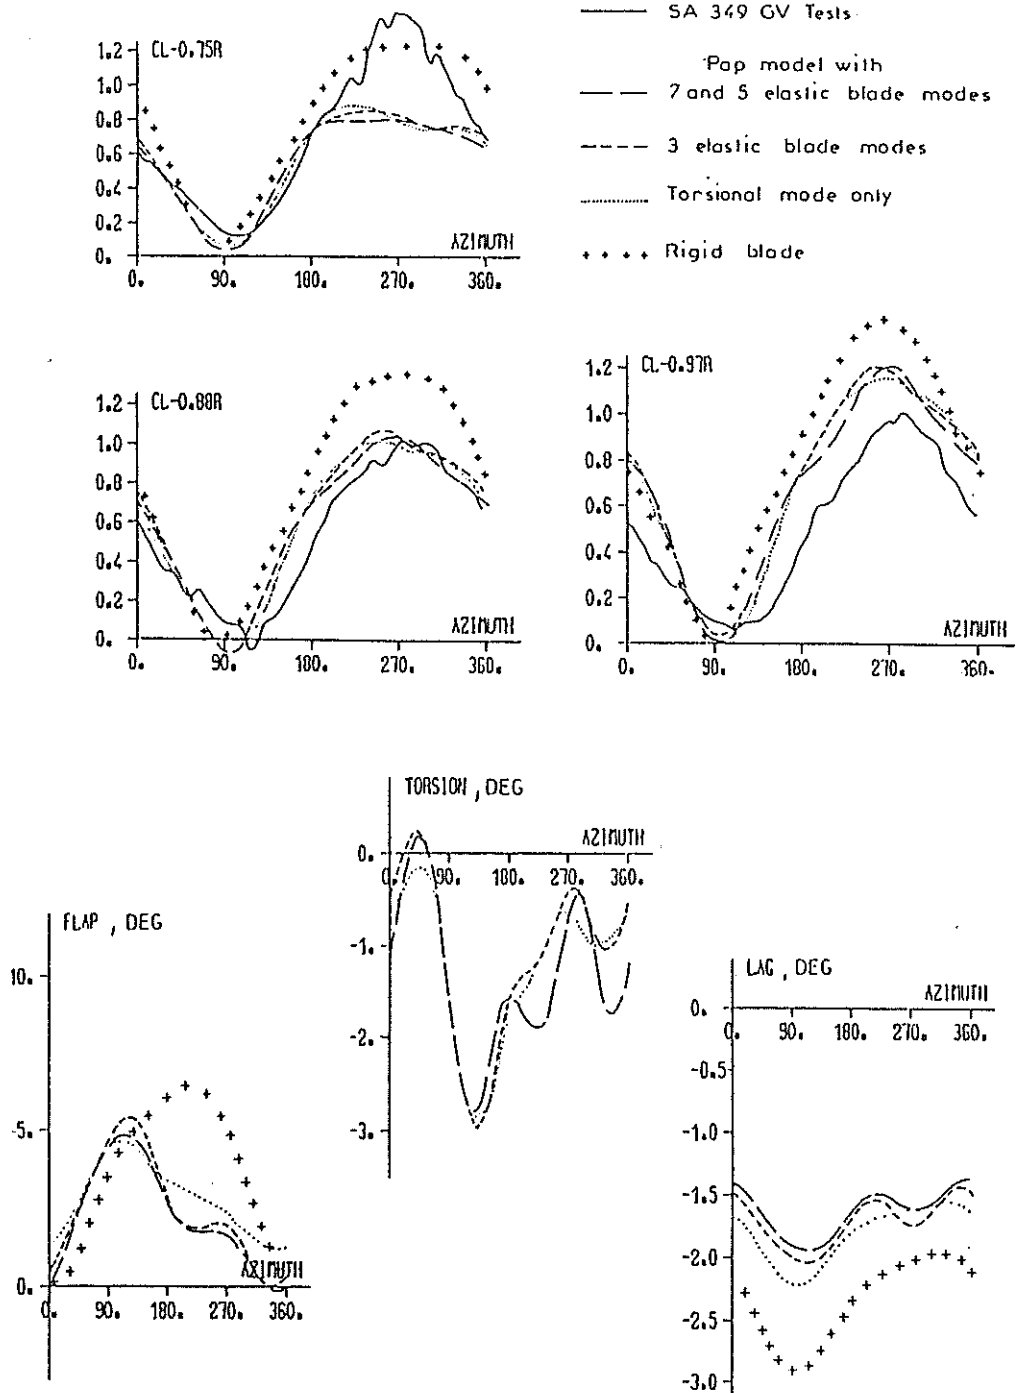 SA 349 GV Tests
Pap model with
7 and 5 elastic blade modes
3 elastic blade modes
Torsional mode only
Rigid blade
CL-0.75R
1.2
1.0
0.8
0.6
0.4
0.2
0.
AZIMUTH
0. 90. 180. 270. 360.
CL-0.88R
1.2
1.0
0.8
0.6
0.4
0.2
0.
AZIMUTH
0. 90. 180. 270. 360.
CL-0.97R
1.2
1.0
0.8
0.6
0.4
0.2
0.
AZIMUTH
0. 90. 180. 270. 360.
TORSION , DEG
AZIMUTH
0.
0. 90. 180. 270. 360.
-1.
-2.
-3.
FLAP , DEG
10.
5.
0.
AZIMUTH
0. 90. 180. 270. 360.
LAG , DEG
AZIMUTH
0.
0. 90. 180. 270. 360.
-0.5
-1.0
-1.5
-2.0
-2.5
-3.0